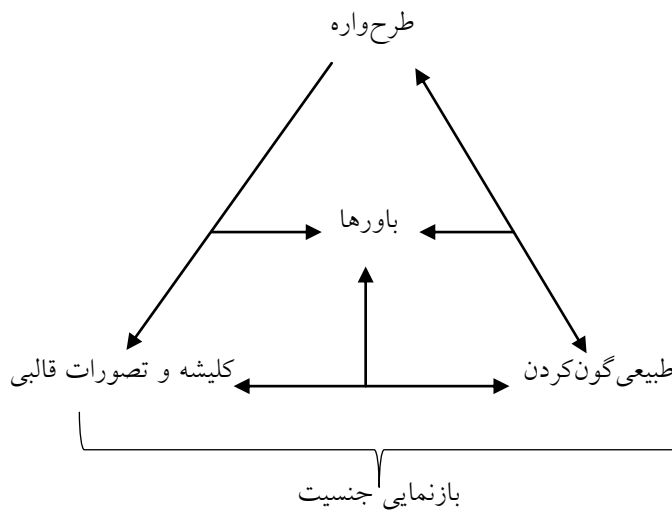 طرح‌واره
باورها
طبیعی‌گون‌کردن
کلیشه و تصورات قالبی
بازنمایی جنسیت